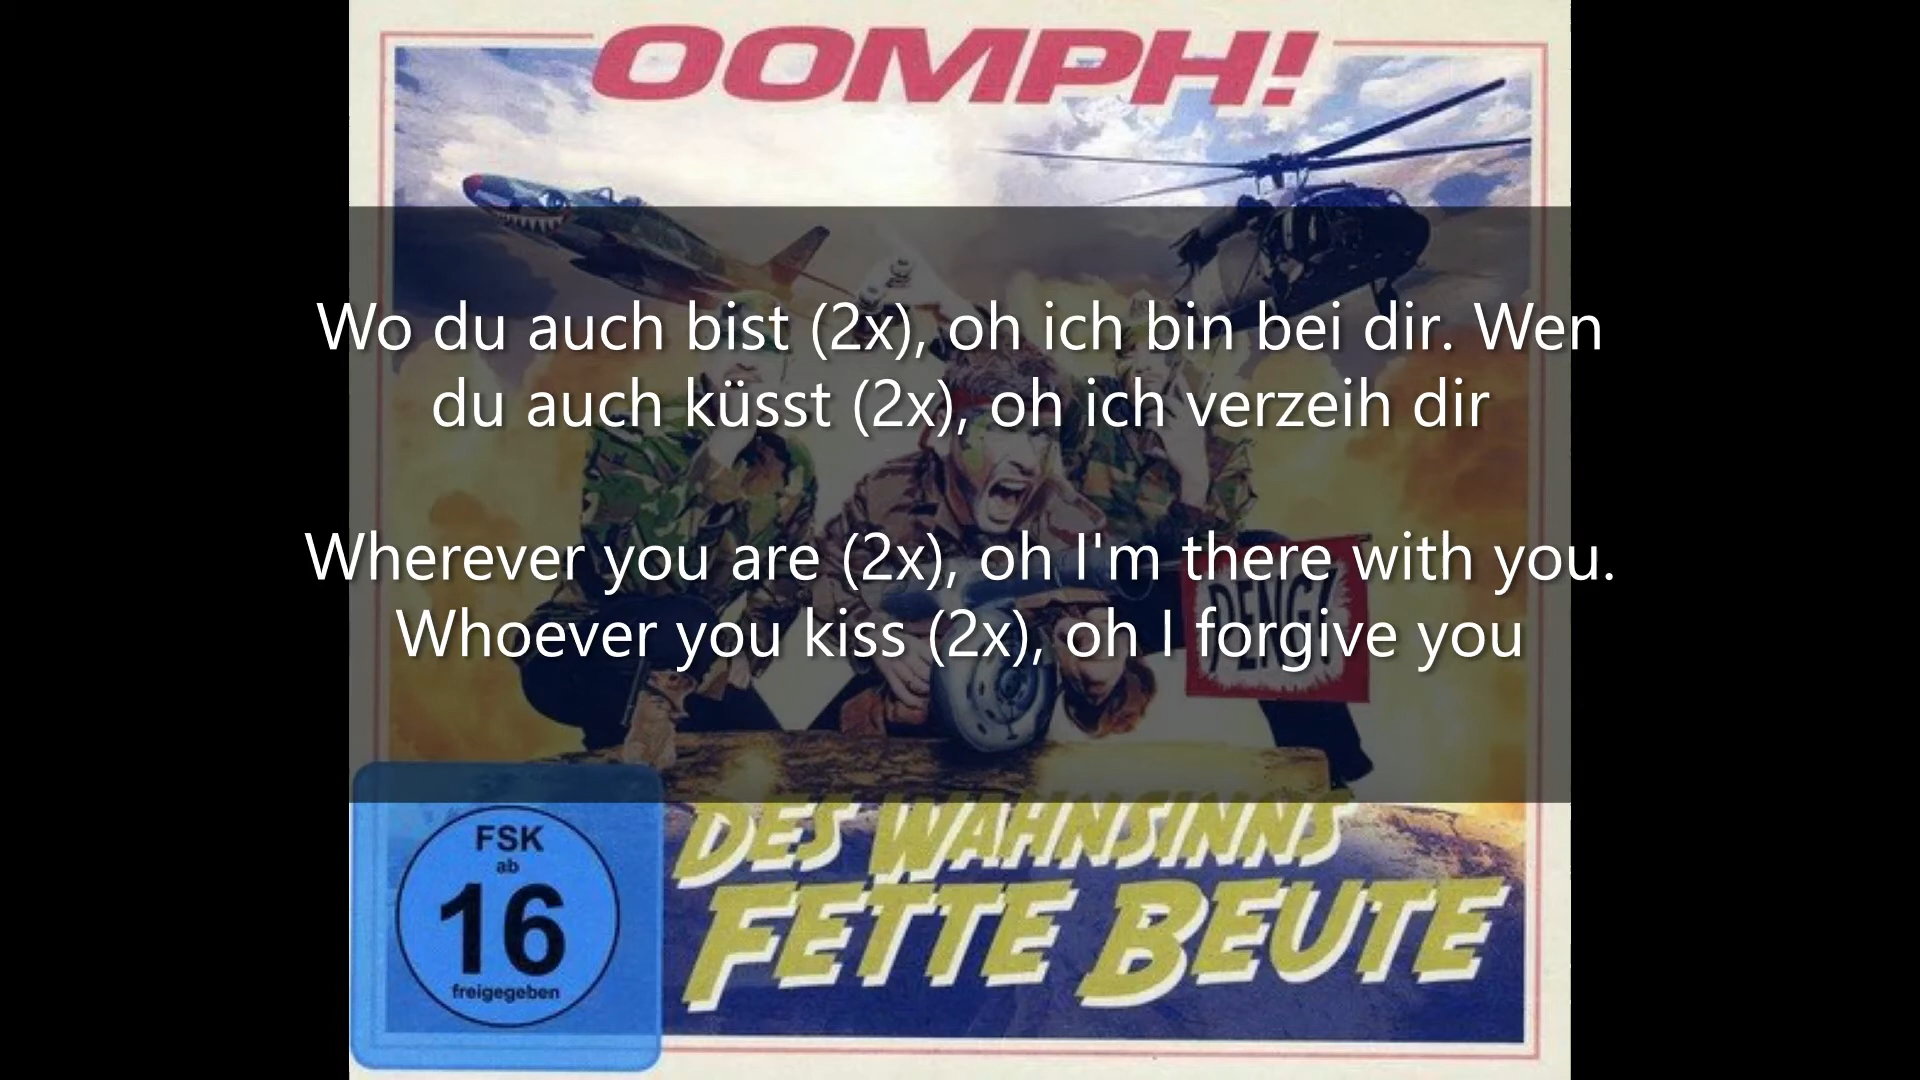 OOMPH!
Wo du auch bist (2x), oh ich bin bei dir. Wen
du auch küsst (2x), oh ich verzeih dir
Wherever you are (2x), oh I'm there with you.
Whoever you kiss (2x), oh I forgive you
PENG!
DES WAHNSINNS
FETTE BEUTE
FSK
ab
16
freigegeben